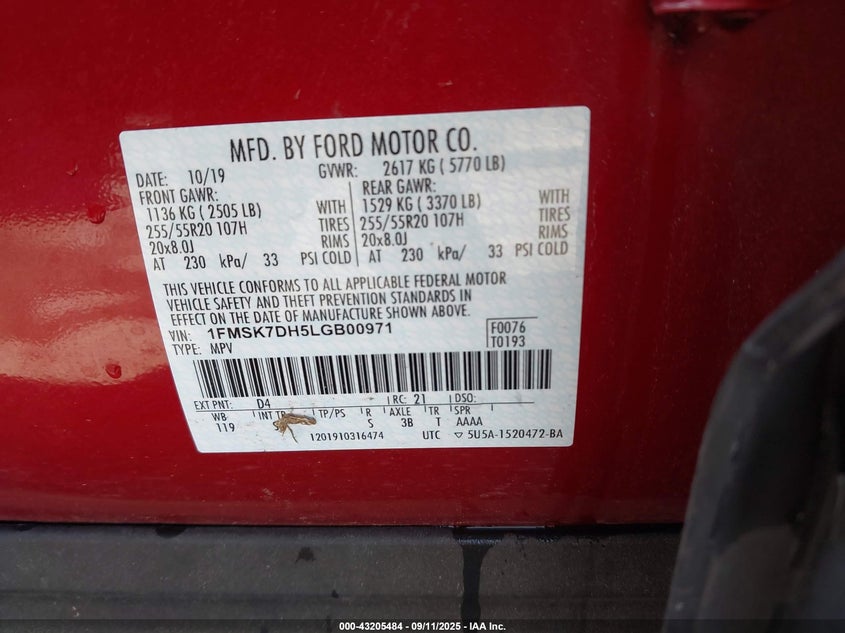 MFD. BY FORD MOTOR CO.
DATE: 10/19 GVWR: 2617 KG ( 5770 LB)
FRONT GAWR: REAR GAWR:
1136 KG ( 2505 LB) WITH 1529 KG ( 3370 LB) WITH
255/55R20 107H TIRES 255/55R20 107H TIRES
20x8.0J RIMS 20x8.0J RIMS
AT 230 kPa/ 33 PSI COLD AT 230 kPa/ 33 PSI COLD
THIS VEHICLE CONFORMS TO ALL APPLICABLE FEDERAL MOTOR
VEHICLE SAFETY AND THEFT PREVENTION STANDARDS IN
EFFECT ON THE DATE OF MANUFACTURE SHOWN ABOVE.
VIN: 1FMSK7DH5LGB00971 F0076
TYPE: MPV T0193
EXT PNT: D4 RC: 21 DSO:
WB INT TR TP/PS R AXLE TR SPR
119 S 3B T AAAA
1201910316474 UTC ▽ 5U5A-1520472-BA
000-43205484 - 09/11/2025 - IAA Inc.